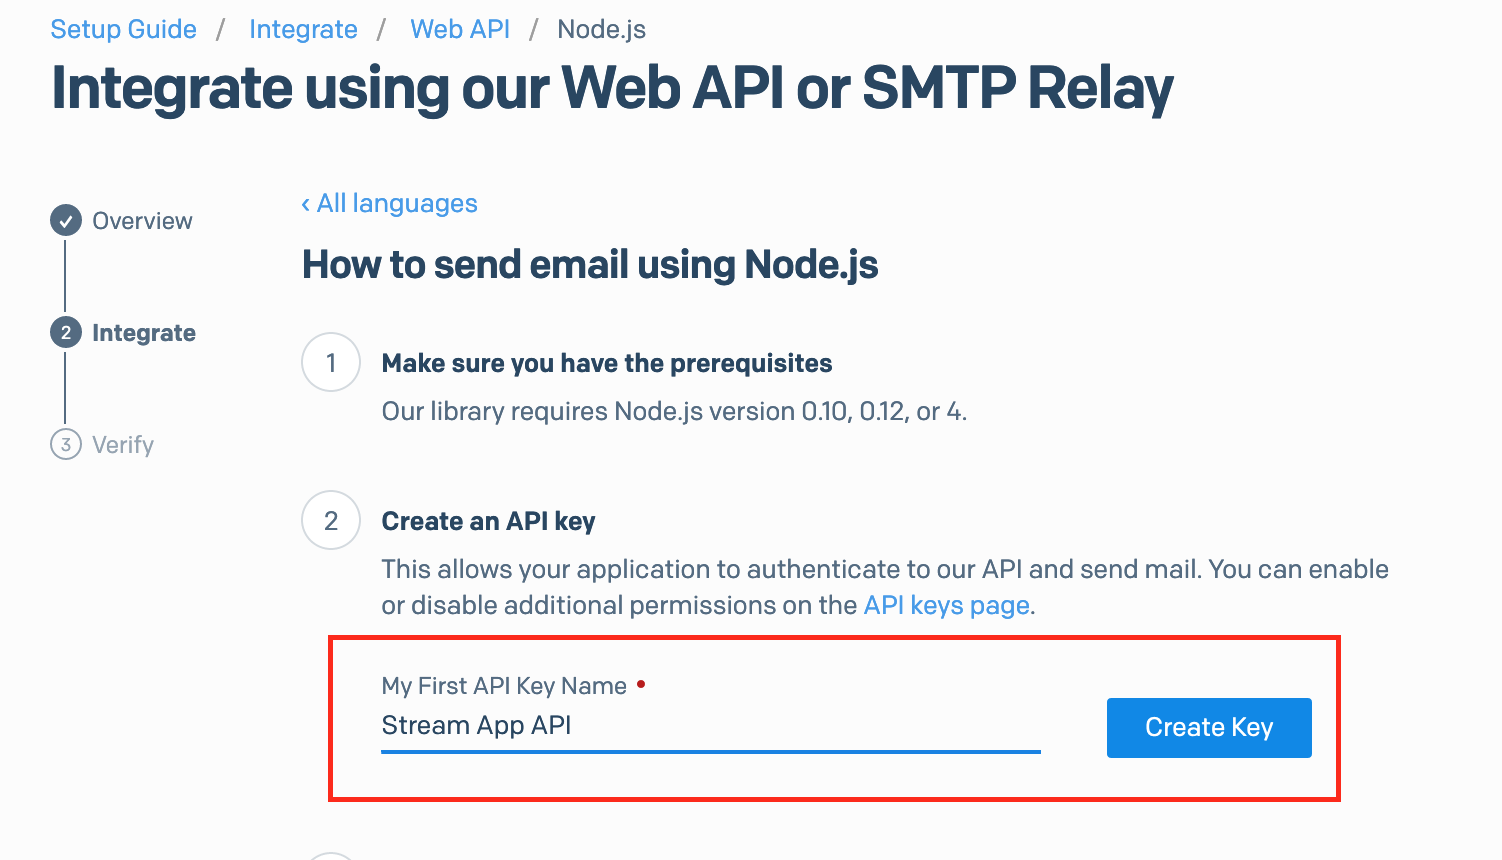 Setup Guide / Integrate / Web API / Node.js
Integrate using our Web API or SMTP Relay
Overview
2 Integrate
3 Verify
‹ All languages
How to send email using Node.js
1 Make sure you have the prerequisites
Our library requires Node.js version 0.10, 0.12, or 4.
2 Create an API key
This allows your application to authenticate to our API and send mail. You can enable
or disable additional permissions on the API keys page.
My First API Key Name •
Stream App API
Create Key